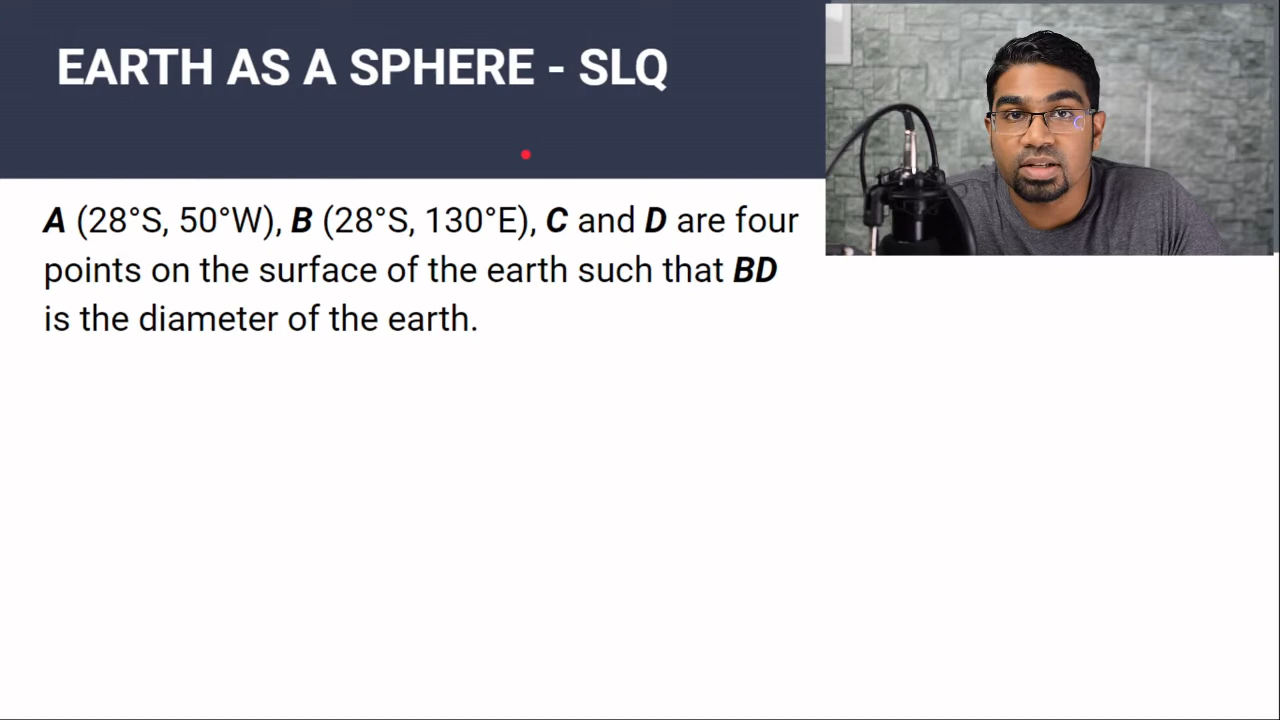 EARTH AS A SPHERE - SLQ
A (28°S, 50°W), B (28°S, 130°E), C and D are four
points on the surface of the earth such that BD
is the diameter of the earth.